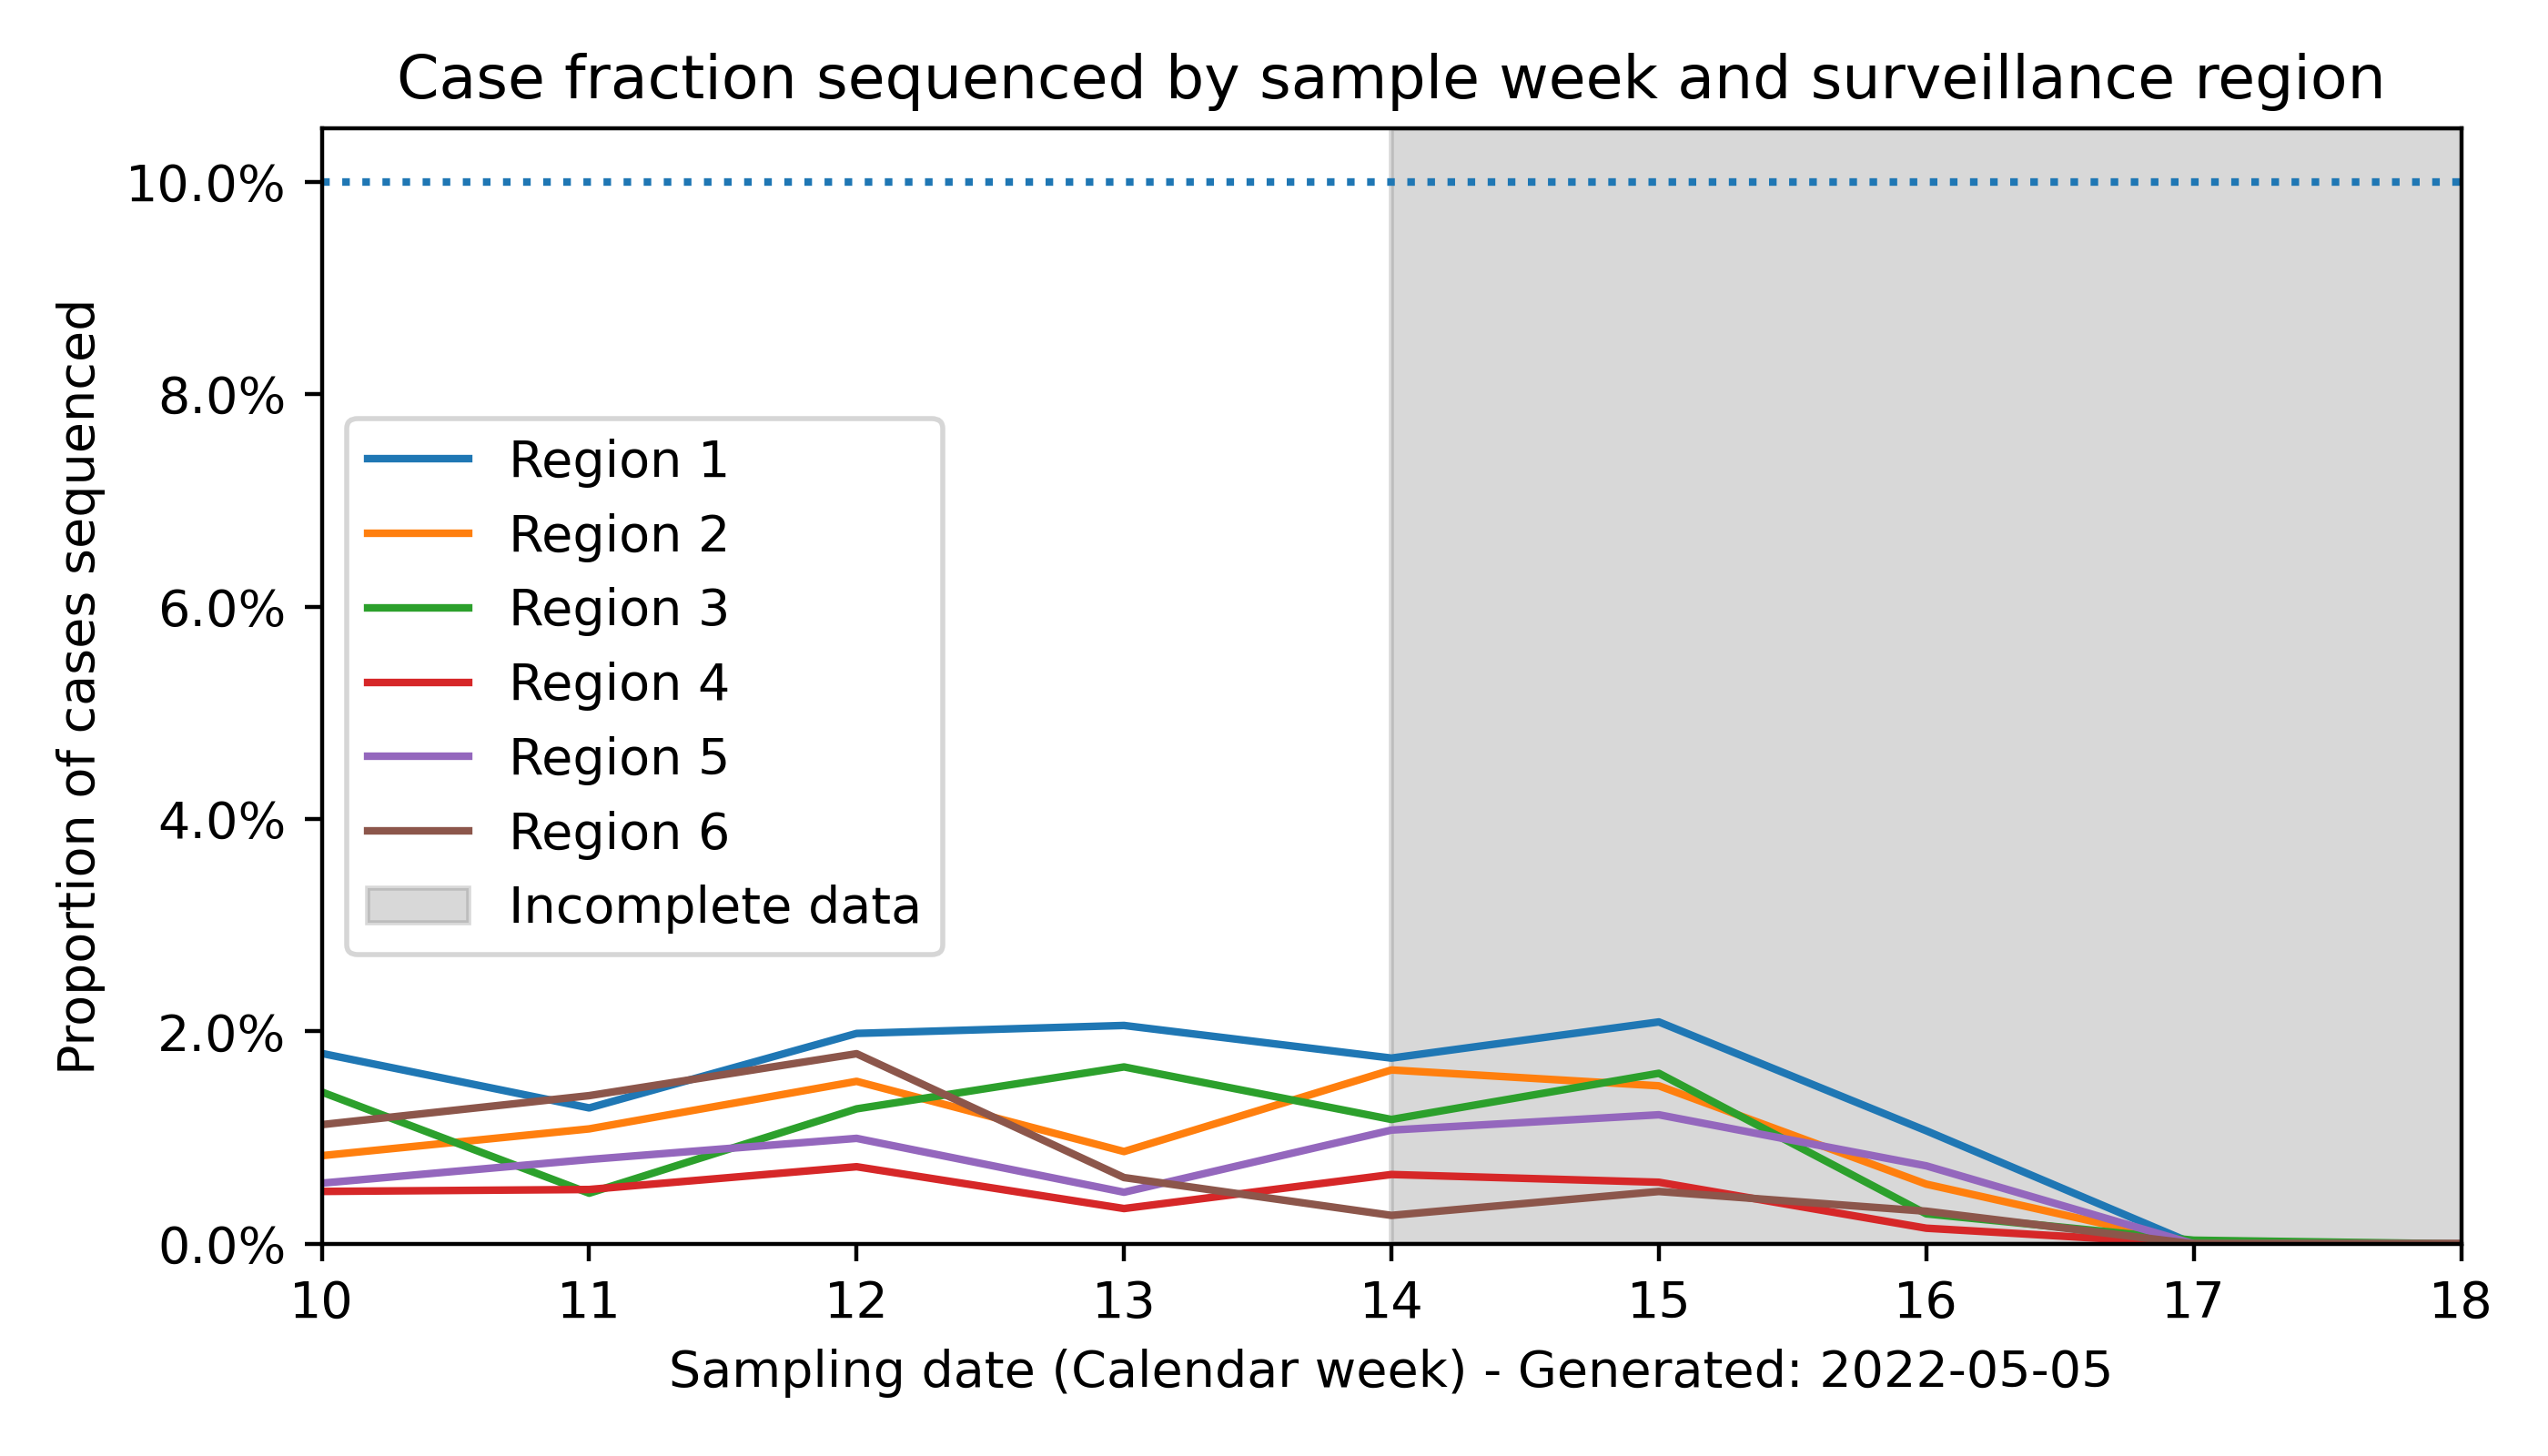 Case fraction sequenced by sample week and surveillance region
Proportion of cases sequenced
10.0%
8.0%
6.0%
4.0%
2.0%
0.0%
Region 1
Region 2
Region 3
Region 4
Region 5
Region 6
Incomplete data
10 11 12 13 14 15 16 17 18
Sampling date (Calendar week) - Generated: 2022-05-05